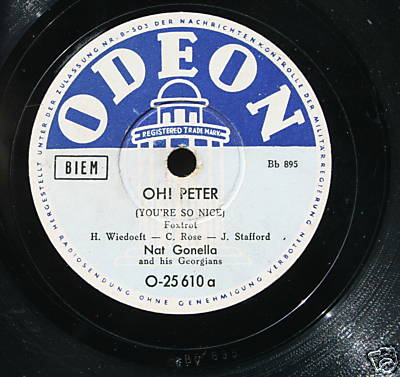 HERGESTELLT UNTER DER ZULASSUNG NR. B-503 DER NACHRICHTENKONTROLLE DER MILITÄRREGIERUNG
ODEON
REGISTERED TRADE MARK
BIEM
Bb 895
OH! PETER
(YOU'RE SO NICE)
Foxtrot
H. Wiedoeft — C. Rose — J. Stafford
Nat Gonella
and his Georgians
O-25 610 a
RADIOSENDUNG OHNE GENEHMIGUNG VERBOTEN